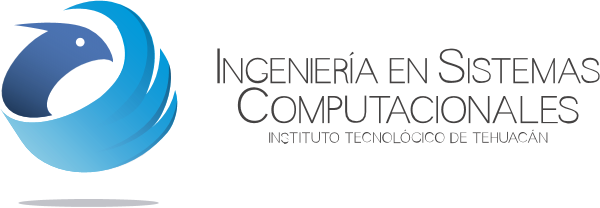 INGENIERÍA EN SISTEMAS
COMPUTACIONALES
INSTITUTO TECNOLÓGICO DE TEHUACÁN